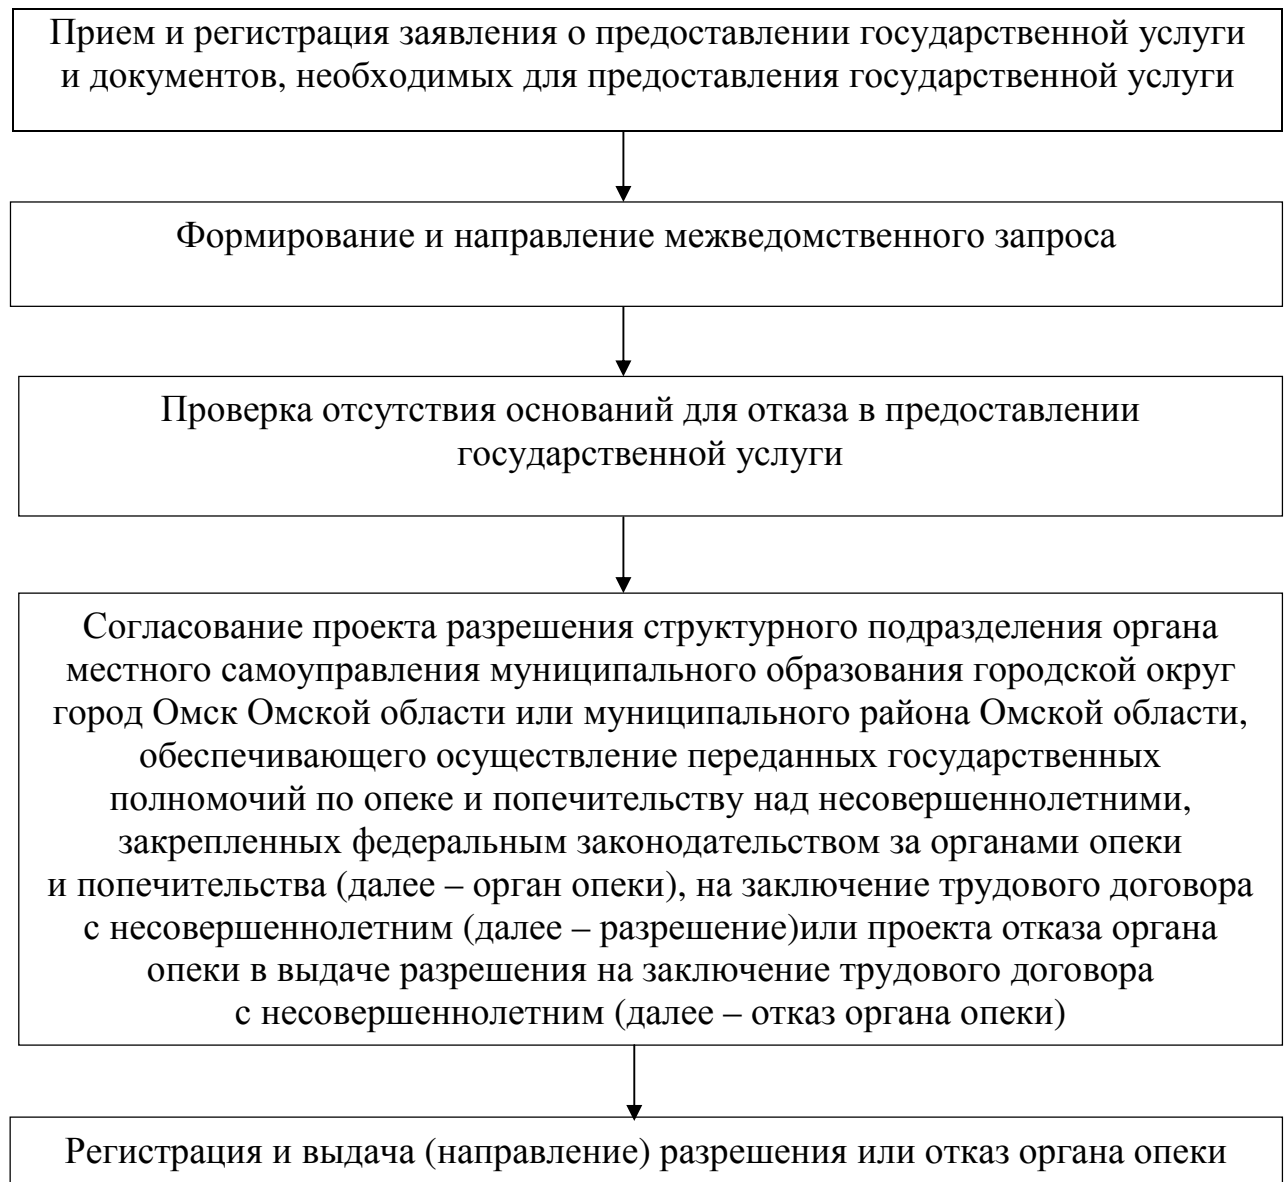 Прием и регистрация заявления о предоставлении государственной услуги
и документов, необходимых для предоставления государственной услуги
Формирование и направление межведомственного запроса
Проверка отсутствия оснований для отказа в предоставлении
государственной услуги
Согласование проекта разрешения структурного подразделения органа
местного самоуправления муниципального образования городской округ
город Омск Омской области или муниципального района Омской области,
обеспечивающего осуществление переданных государственных
полномочий по опеке и попечительству над несовершеннолетними,
закрепленных федеральным законодательством за органами опеки
и попечительства (далее – орган опеки), на заключение трудового договора
с несовершеннолетним (далее – разрешение)или проекта отказа органа
опеки в выдаче разрешения на заключение трудового договора
с несовершеннолетним (далее – отказ органа опеки)
Регистрация и выдача (направление) разрешения или отказ органа опеки